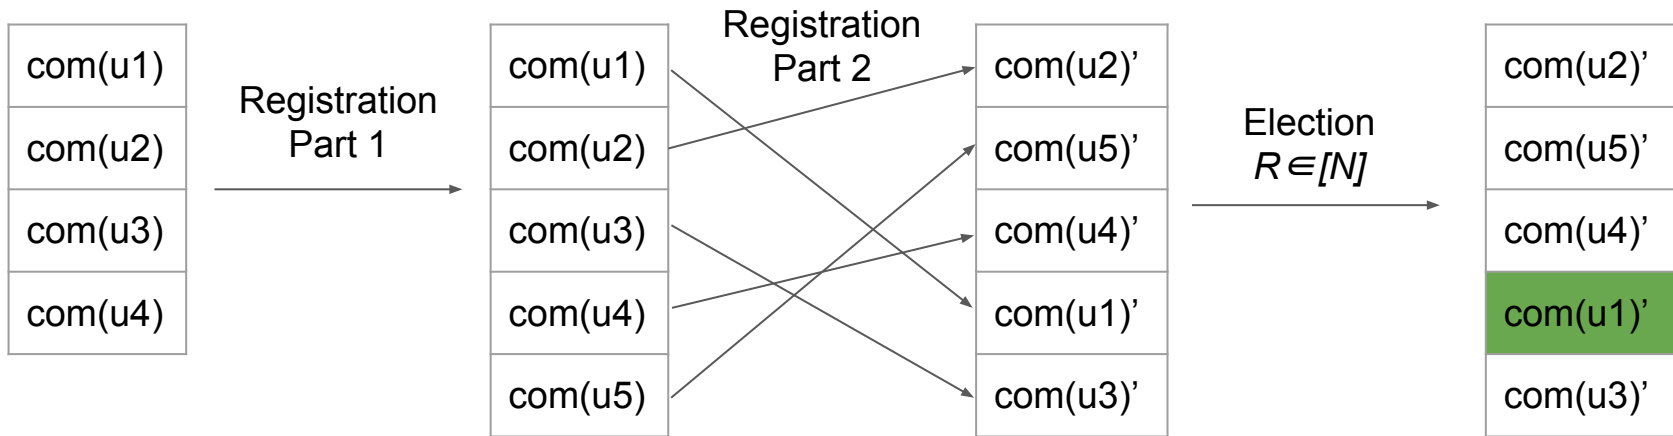 com(u1)
com(u2)
com(u3)
com(u4)
Registration
Part 1
com(u1)
com(u2)
com(u3)
com(u4)
com(u5)
Registration
Part 2
com(u2)’
com(u5)’
com(u4)’
com(u1)’
com(u3)’
Election
R∈[N]
com(u2)’
com(u5)’
com(u4)’
com(u1)’
com(u3)’